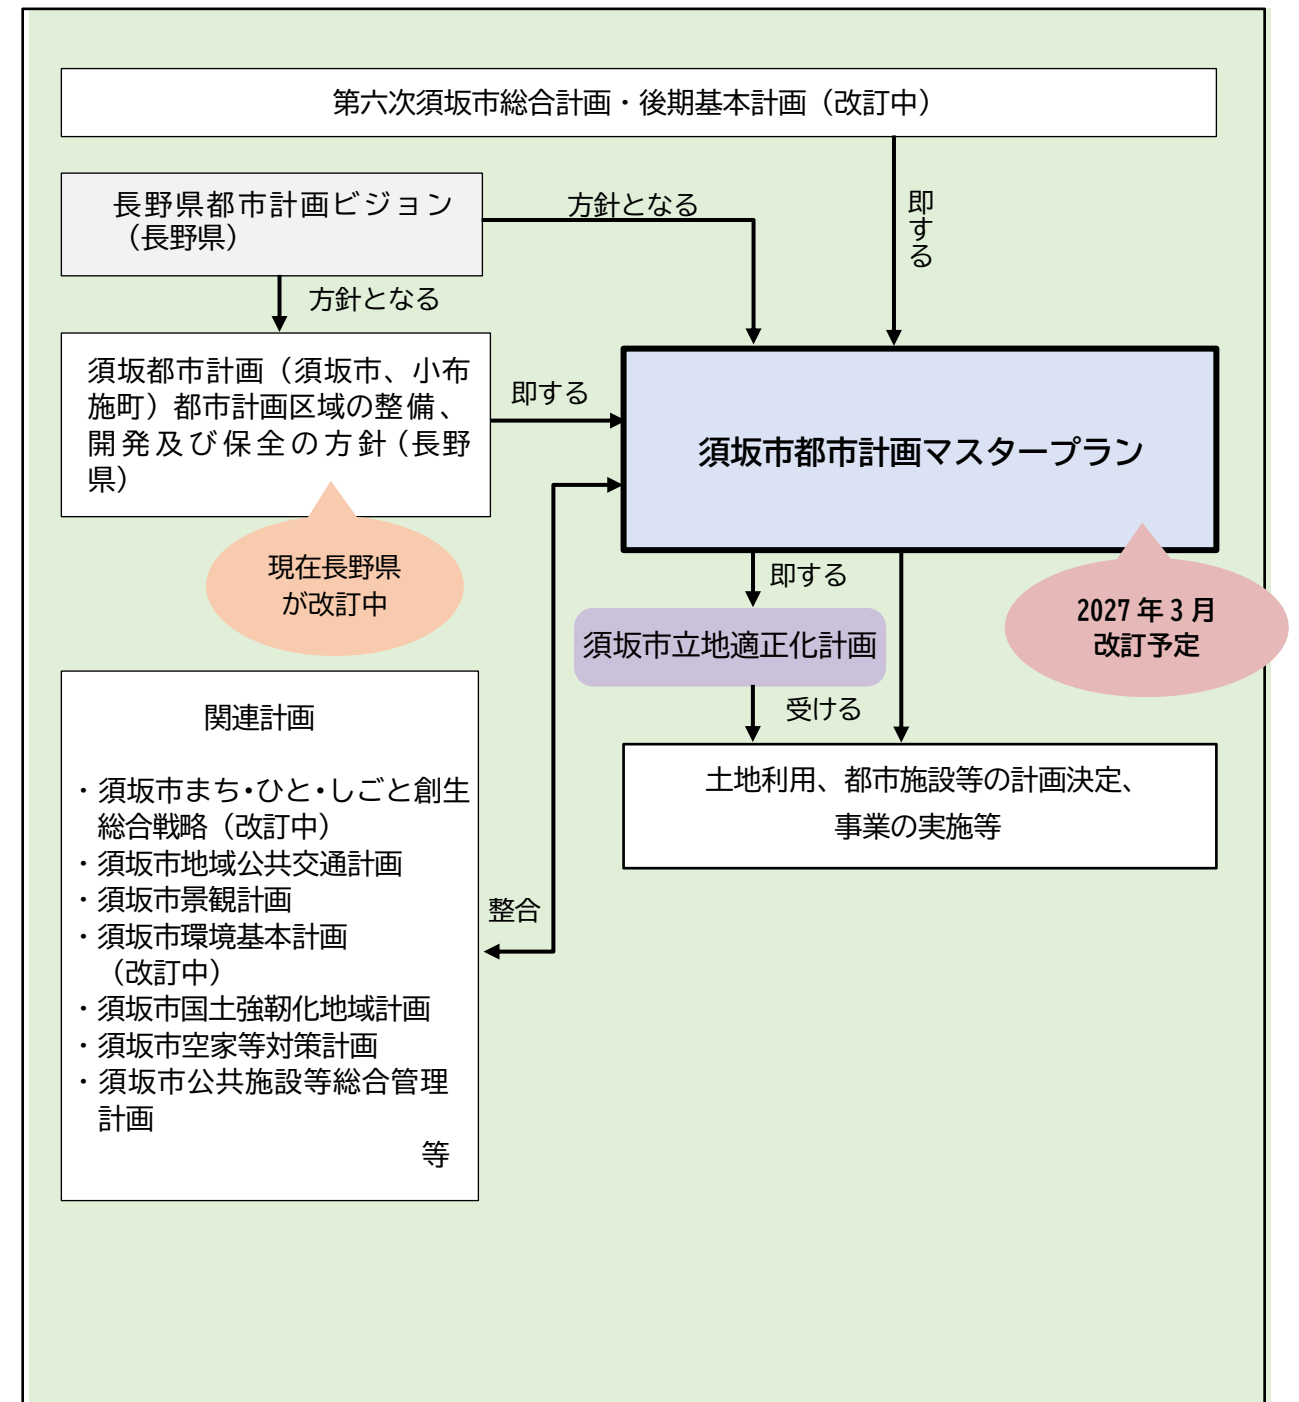 第六次須坂市総合計画・後期基本計画（改訂中）
長野県都市計画ビジョン
（長野県）
方針となる
即する
方針となる
須坂都市計画（須坂市、小布
施町）都市計画区域の整備、
開発及び保全の方針（長野
県）
即する
須坂市都市計画マスタープラン
現在長野県
が改訂中
即する
2027年3月
改訂予定
須坂市立地適正化計画
受ける
土地利用、都市施設等の計画決定、
事業の実施等
関連計画
・須坂市まち・ひと・しごと創生
総合戦略（改訂中）
・須坂市地域公共交通計画
・須坂市景観計画
・須坂市環境基本計画
（改訂中）
・須坂市国土強靭化地域計画
・須坂市空家等対策計画
・須坂市公共施設等総合管理
計画
等
整合